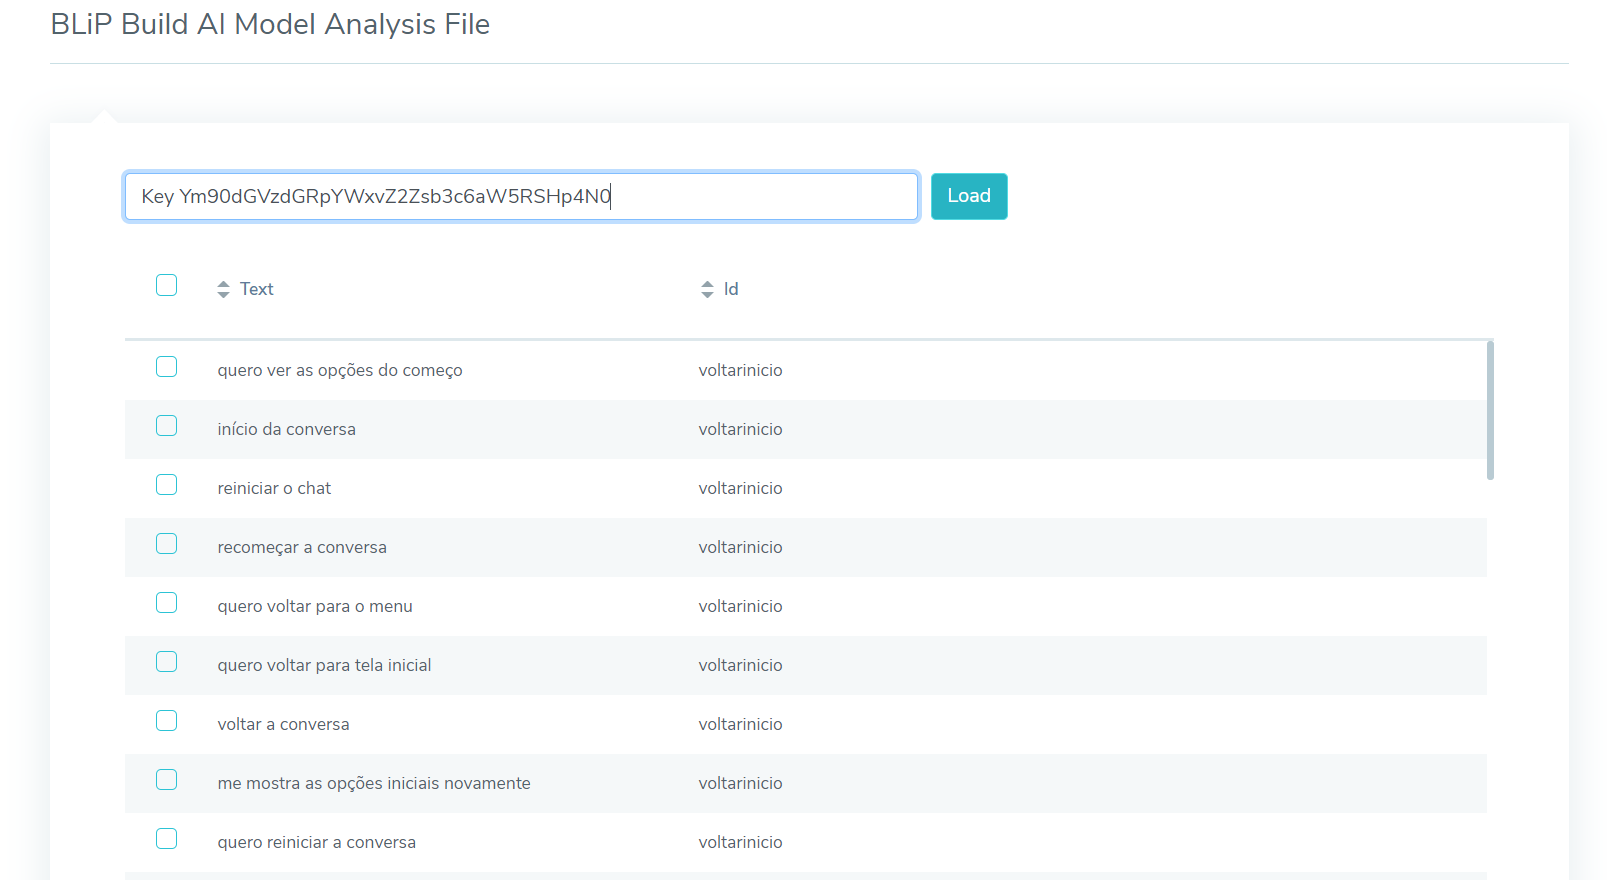 BLiP Build AI Model Analysis File
Key Ym90dGVzdGRpYWxvZ2Zsb3c6aW5RSHp4N0
Load
Text Id
quero ver as opções do começo voltarinicio
início da conversa voltarinicio
reiniciar o chat voltarinicio
recomeçar a conversa voltarinicio
quero voltar para o menu voltarinicio
quero voltar para tela inicial voltarinicio
voltar a conversa voltarinicio
me mostra as opções iniciais novamente voltarinicio
quero reiniciar a conversa voltarinicio